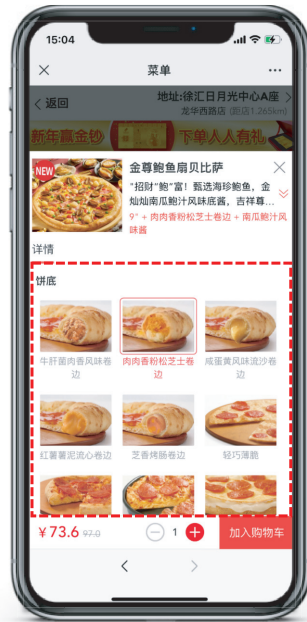 15:04
菜单
返回
地址:徐汇日月光中心A座
龙华西路店 (距店1.265km)
新年赢金钞
下单人人有礼
NEW
金尊鲍鱼扇贝比萨
"招财"鲍"富！甄选海珍鲍鱼，金
灿灿南瓜鲍汁风味底酱，吉祥尊...
9" + 肉肉香粉松芝士卷边 + 南瓜鲍汁风
味酱
详情
饼底
牛肝菌肉香风味卷
边
肉肉香粉松芝士卷
边
咸蛋黄风味流沙卷
边
红薯薯泥流心卷边
芝香烤肠卷边
轻巧薄脆
￥73.6 97.0
1
加入购物车